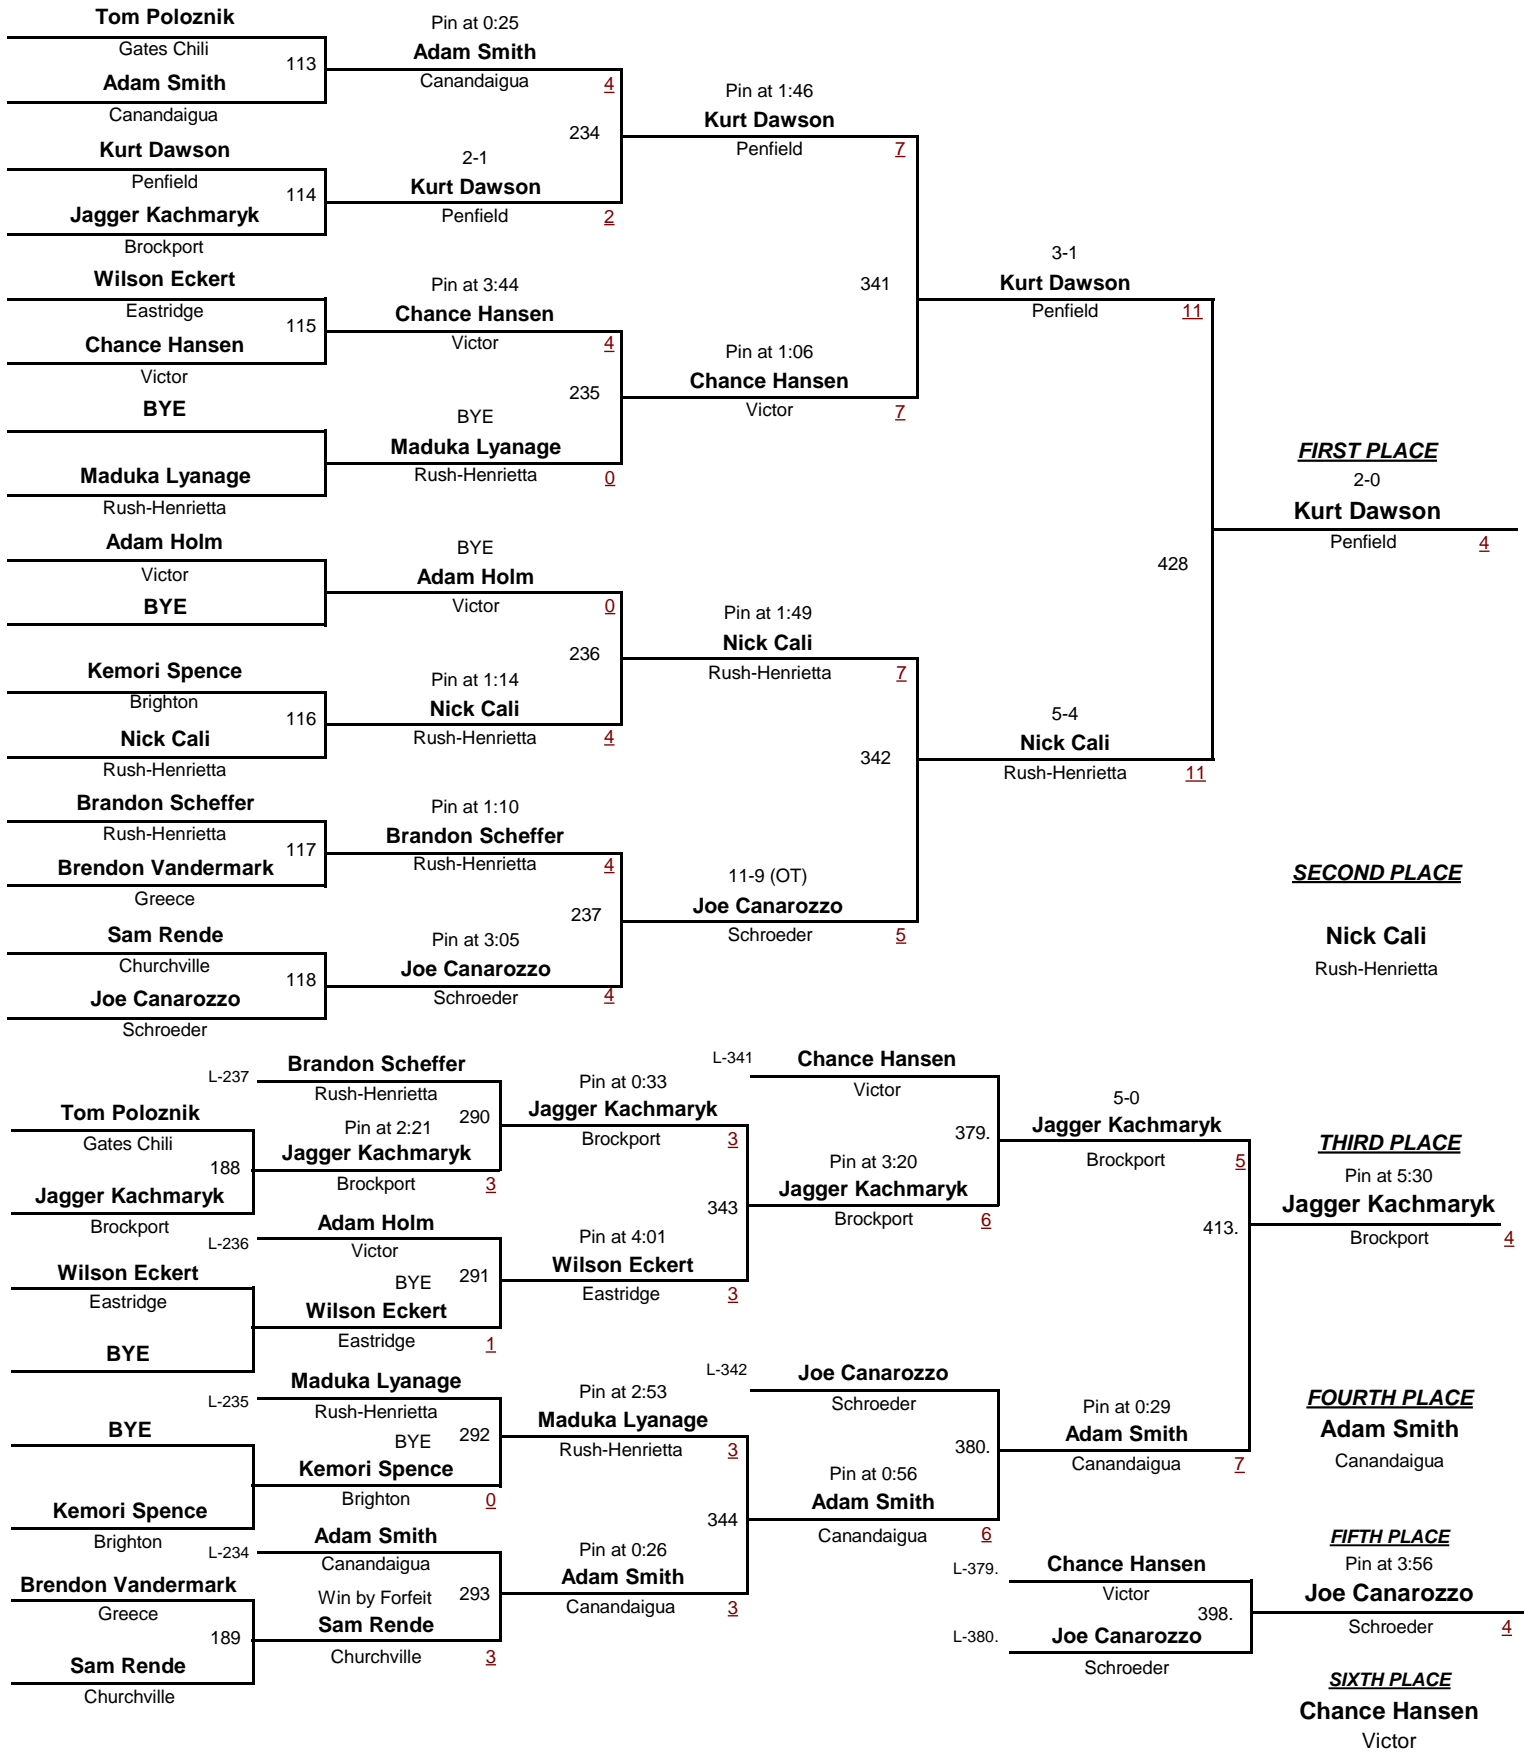 Tom Poloznik
Gates Chili
113
Adam Smith
Canandaigua
Kurt Dawson
Penfield
114
Jagger Kachmaryk
Brockport
Wilson Eckert
Eastridge
115
Chance Hansen
Victor
BYE
Maduka Lyanage
Rush-Henrietta
Adam Holm
Victor
BYE
Kemori Spence
Brighton
116
Nick Cali
Rush-Henrietta
Brandon Scheffer
Rush-Henrietta
117
Brendon Vandermark
Greece
Sam Rende
Churchville
118
Joe Canarozzo
Schroeder
Pin at 0:25
Adam Smith
Canandaigua 4
234
2-1
Kurt Dawson
Penfield 2
Pin at 3:44
Chance Hansen
Victor 4
235
BYE
Maduka Lyanage
Rush-Henrietta 0
BYE
Adam Holm
Victor 0
236
Pin at 1:14
Nick Cali
Rush-Henrietta 4
Pin at 1:10
Brandon Scheffer
Rush-Henrietta 4
237
Pin at 3:05
Joe Canarozzo
Schroeder 4
Pin at 1:46
Kurt Dawson
Penfield 7
341
Pin at 1:06
Chance Hansen
Victor 7
Pin at 1:49
Nick Cali
Rush-Henrietta 7
342
11-9 (OT)
Joe Canarozzo
Schroeder 5
3-1
Kurt Dawson
Penfield 11
428
5-4
Nick Cali
Rush-Henrietta 11
FIRST PLACE
2-0
Kurt Dawson
Penfield 4
SECOND PLACE
Nick Cali
Rush-Henrietta
Tom Poloznik
Gates Chili
188
Jagger Kachmaryk
Brockport
Wilson Eckert
Eastridge
BYE
BYE
Kemori Spence
Brighton
Brendon Vandermark
Greece
189
Sam Rende
Churchville
L-237
Brandon Scheffer
Rush-Henrietta
290
Pin at 2:21
Jagger Kachmaryk
Brockport 3
L-236
Adam Holm
Victor
291
BYE
Wilson Eckert
Eastridge 1
L-235
Maduka Lyanage
Rush-Henrietta
292
BYE
Kemori Spence
Brighton 0
L-234
Adam Smith
Canandaigua
293
Win by Forfeit
Sam Rende
Churchville 3
Pin at 0:33
Jagger Kachmaryk
Brockport 3
343
Pin at 4:01
Wilson Eckert
Eastridge 3
Pin at 2:53
Maduka Lyanage
Rush-Henrietta 3
344
Pin at 0:26
Adam Smith
Canandaigua 3
L-341
Chance Hansen
Victor
379.
Pin at 3:20
Jagger Kachmaryk
Brockport 6
L-342
Joe Canarozzo
Schroeder
380.
Pin at 0:56
Adam Smith
Canandaigua 6
5-0
Jagger Kachmaryk
Brockport 5
413.
Pin at 0:29
Adam Smith
Canandaigua 7
L-379.
Chance Hansen
Victor
398.
L-380.
Joe Canarozzo
Schroeder
THIRD PLACE
Pin at 5:30
Jagger Kachmaryk
Brockport 4
FOURTH PLACE
Adam Smith
Canandaigua
FIFTH PLACE
Pin at 3:56
Joe Canarozzo
Schroeder 4
SIXTH PLACE
Chance Hansen
Victor